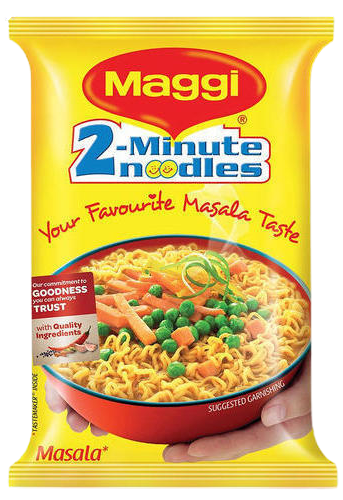 Maggi
®
2-Minute
noodles
Your Favourite Masala Taste
Our commitment to
GOODNESS
you can always
TRUST
with Quality
Ingredients
*TASTEMAKER* INSIDE
SUGGESTED GARNISHING
Masala*